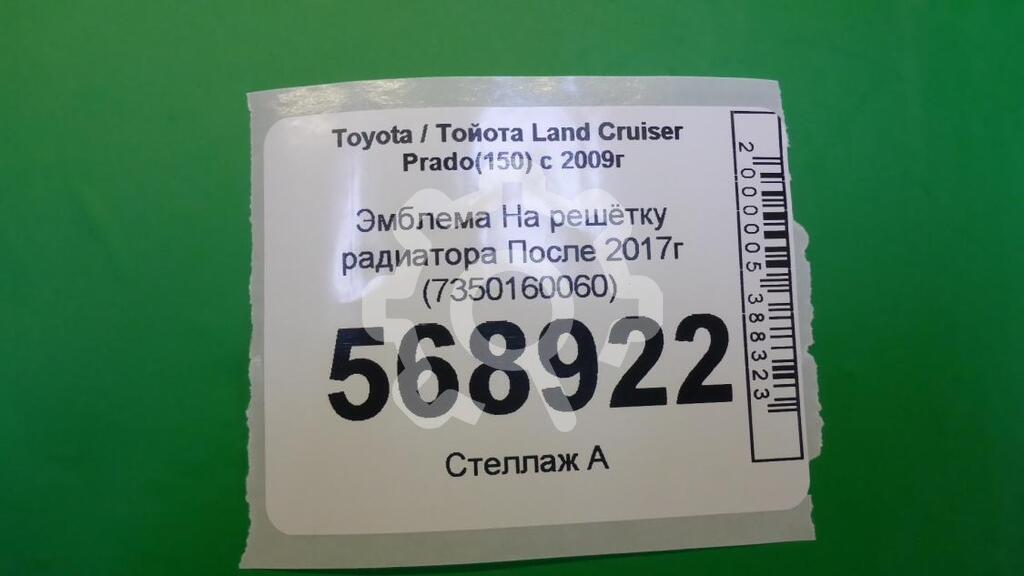 Toyota / Тойота Land Cruiser
Prado(150) с 2009г
Эмблема На решётку
радиатора После 2017г
(7350160060)
568922
Стеллаж А
2000005388323